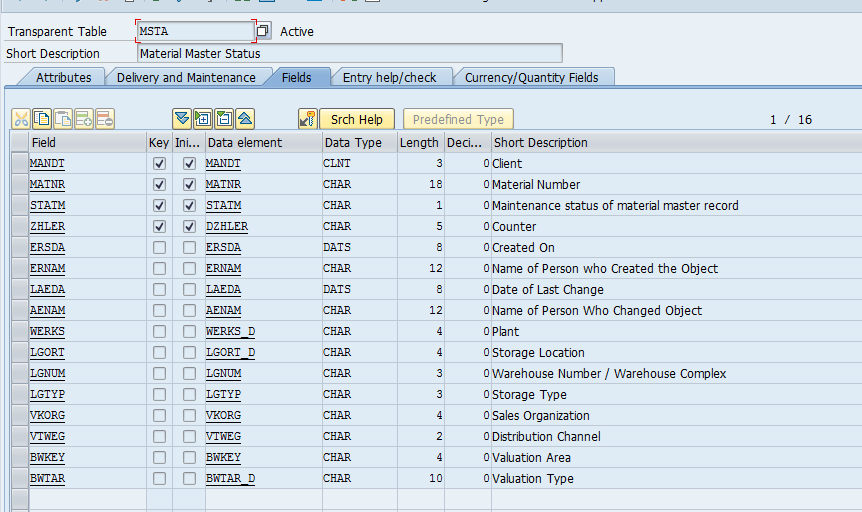 Transparent Table MSTA Active
Short Description Material Master Status
Attributes Delivery and Maintenance Fields Entry help/check Currency/Quantity Fields
Srch Help Predefined Type 1 / 16
Field Key Ini... Data element Data Type Length Deci... Short Description
MANDT MANDT CLNT 3 0 Client
MATNR MATNR CHAR 18 0 Material Number
STATM STATM CHAR 1 0 Maintenance status of material master record
ZHLER DZHLER CHAR 5 0 Counter
ERSDA ERSDA DATS 8 0 Created On
ERNAM ERNAM CHAR 12 0 Name of Person who Created the Object
LAEDA LAEDA DATS 8 0 Date of Last Change
AENAM AENAM CHAR 12 0 Name of Person Who Changed Object
WERKS WERKS_D CHAR 4 0 Plant
LGORT LGORT_D CHAR 4 0 Storage Location
LGNUM LGNUM CHAR 3 0 Warehouse Number / Warehouse Complex
LGTYP LGTYP CHAR 3 0 Storage Type
VKORG VKORG CHAR 4 0 Sales Organization
VTWEG VTWEG CHAR 2 0 Distribution Channel
BWKEY BWKEY CHAR 4 0 Valuation Area
BWTAR BWTAR_D CHAR 10 0 Valuation Type